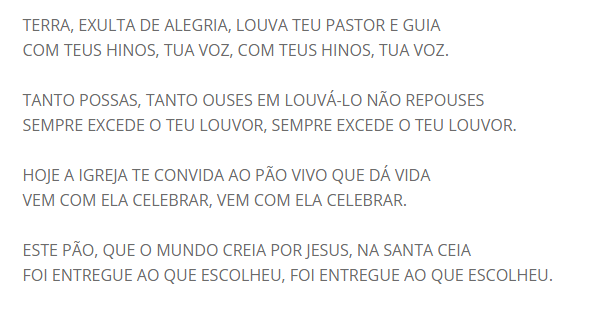 TERRA, EXULTA DE ALEGRIA, LOUVA TEU PASTOR E GUIA
COM TEUS HINOS, TUA VOZ, COM TEUS HINOS, TUA VOZ.
TANTO POSSAS, TANTO OUSES EM LOUVÁ-LO NÃO REPOUSES
SEMPRE EXCEDE O TEU LOUVOR, SEMPRE EXCEDE O TEU LOUVOR.
HOJE A IGREJA TE CONVIDA AO PÃO VIVO QUE DÁ VIDA
VEM COM ELA CELEBRAR, VEM COM ELA CELEBRAR.
ESTE PÃO, QUE O MUNDO CREIA POR JESUS, NA SANTA CEIA
FOI ENTREGUE AO QUE ESCOLHEU, FOI ENTREGUE AO QUE ESCOLHEU.